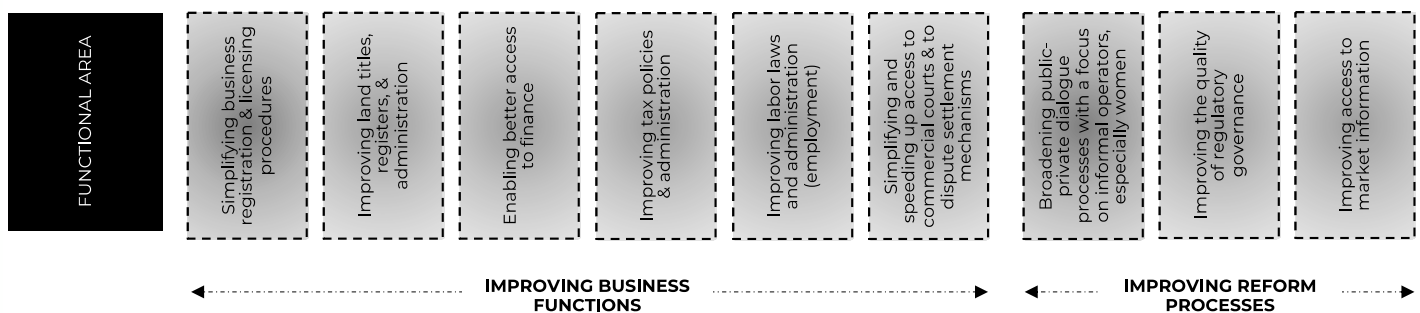 FUNCTIONAL AREA
Simplifying business
registration & licensing
procedures
Improving land titles,
registers, &
administration
Enabling better access
to finance
Improving tax policies
& administration
Improving labor laws
and administration
(employment)
Simplifying and
speeding up access to
commercial courts & to
dispute settlement
mechanisms
Broadening public-
private dialogue
processes with a focus
on informal operators,
especially women
Improving the quality
of regulatory
governance
Improving access to
market information
IMPROVING BUSINESS
FUNCTIONS
IMPROVING REFORM
PROCESSES